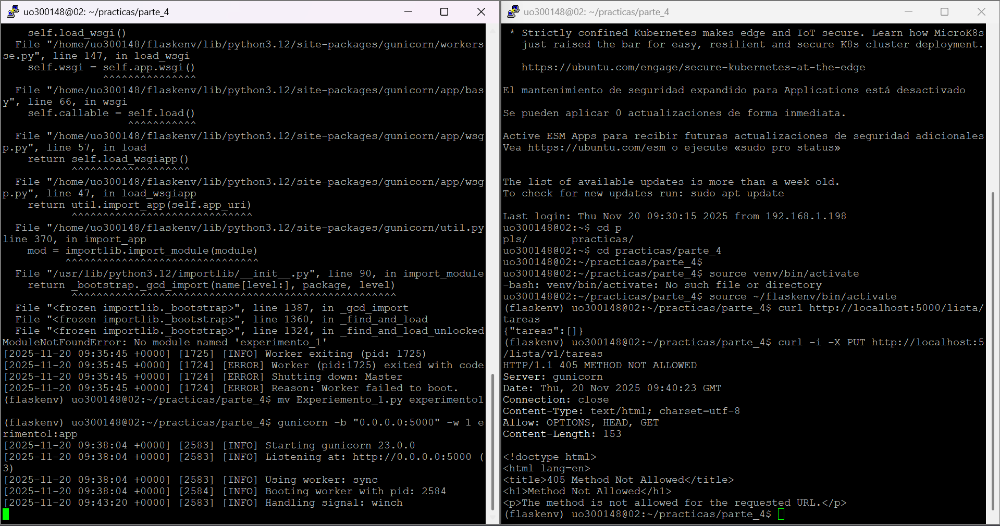 uo300148@02: ~/practicas/parte_4
    self.load_wsgi()
  File "/home/uo300148/flaskenv/lib/python3.12/site-packages/gunicorn/workers
se.py", line 147, in load_wsgi
    self.wsgi = self.app.wsgi()
                ^^^^^^^^^^^^^^^
  File "/home/uo300148/flaskenv/lib/python3.12/site-packages/gunicorn/app/bas
y", line 66, in wsgi
    self.callable = self.load()
                    ^^^^^^^^^^^
  File "/home/uo300148/flaskenv/lib/python3.12/site-packages/gunicorn/app/wsg
p.py", line 57, in load
    return self.load_wsgiapp()
           ^^^^^^^^^^^^^^^^^^^
  File "/home/uo300148/flaskenv/lib/python3.12/site-packages/gunicorn/app/wsg
p.py", line 47, in load_wsgiapp
    return util.import_app(self.app_uri)
           ^^^^^^^^^^^^^^^^^^^^^^^^^^^^^
  File "/home/uo300148/flaskenv/lib/python3.12/site-packages/gunicorn/util.py
line 370, in import_app
    mod = importlib.import_module(module)
          ^^^^^^^^^^^^^^^^^^^^^^^^^^^^^^^
  File "/usr/lib/python3.12/importlib/__init__.py", line 90, in import_module
    return _bootstrap._gcd_import(name[level:], package, level)
           ^^^^^^^^^^^^^^^^^^^^^^^^^^^^^^^^^^^^^^^^^^^^^^^^^^^^
  File "<frozen importlib._bootstrap>", line 1387, in _gcd_import
  File "<frozen importlib._bootstrap>", line 1360, in _find_and_load
  File "<frozen importlib._bootstrap>", line 1324, in _find_and_load_unlocked
ModuleNotFoundError: No module named 'experimento_1'
[2025-11-20 09:35:45 +0000] [1725] [INFO] Worker exiting (pid: 1725)
[2025-11-20 09:35:45 +0000] [1724] [ERROR] Worker (pid:1725) exited with code
[2025-11-20 09:35:45 +0000] [1724] [ERROR] Shutting down: Master
[2025-11-20 09:35:45 +0000] [1724] [ERROR] Reason: Worker failed to boot.
(flaskenv) uo300148@02:~/practicas/parte_4$ mv Experiemento_1.py experimento1
(flaskenv) uo300148@02:~/practicas/parte_4$ gunicorn -b "0.0.0.0:5000" -w 1 e
rimento1:app
[2025-11-20 09:38:04 +0000] [2583] [INFO] Starting gunicorn 23.0.0
[2025-11-20 09:38:04 +0000] [2583] [INFO] Listening at: http://0.0.0.0:5000 (
3)
[2025-11-20 09:38:04 +0000] [2583] [INFO] Using worker: sync
[2025-11-20 09:38:04 +0000] [2584] [INFO] Booting worker with pid: 2584
[2025-11-20 09:43:20 +0000] [2583] [INFO] Handling signal: winch
uo300148@02: ~/practicas/parte_4
 * Strictly confined Kubernetes makes edge and IoT secure. Learn how MicroK8s
   just raised the bar for easy, resilient and secure K8s cluster deployment.
   https://ubuntu.com/engage/secure-kubernetes-at-the-edge
El mantenimiento de seguridad expandido para Applications está desactivado
Se pueden aplicar 0 actualizaciones de forma inmediata.
Active ESM Apps para recibir futuras actualizaciones de seguridad adicionales
Vea https://ubuntu.com/esm o ejecute «sudo pro status»
The list of available updates is more than a week old.
To check for new updates run: sudo apt update
Last login: Thu Nov 20 09:30:15 2025 from 192.168.1.198
uo300148@02:~$ cd p
pls/       practicas/
uo300148@02:~$ cd practicas/parte_4
uo300148@02:~/practicas/parte_4$
uo300148@02:~/practicas/parte_4$ source venv/bin/activate
-bash: venv/bin/activate: No such file or directory
uo300148@02:~/practicas/parte_4$ source ~/flaskenv/bin/activate
(flaskenv) uo300148@02:~/practicas/parte_4$ curl http://localhost:5000/lista/
tareas
{"tareas":[]}
(flaskenv) uo300148@02:~/practicas/parte_4$ curl -i -X PUT http://localhost:5
/lista/v1/tareas
HTTP/1.1 405 METHOD NOT ALLOWED
Server: gunicorn
Date: Thu, 20 Nov 2025 09:40:23 GMT
Connection: close
Content-Type: text/html; charset=utf-8
Allow: OPTIONS, HEAD, GET
Content-Length: 153
<!doctype html>
<html lang=en>
<title>405 Method Not Allowed</title>
<h1>Method Not Allowed</h1>
<p>The method is not allowed for the requested URL.</p>
(flaskenv) uo300148@02:~/practicas/parte_4$